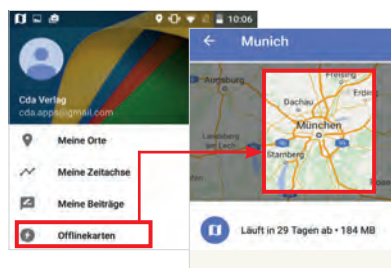 10:06
Cda Verlag
cda.apps@gmail.com
Meine Orte
Meine Zeitachse
Meine Beiträge
Offlinekarten
Munich
Augsburg
Freising
Erding
Dachau
München
Landsberg
am Lech
Starnberg
Läuft in 29 Tagen ab • 184 MB